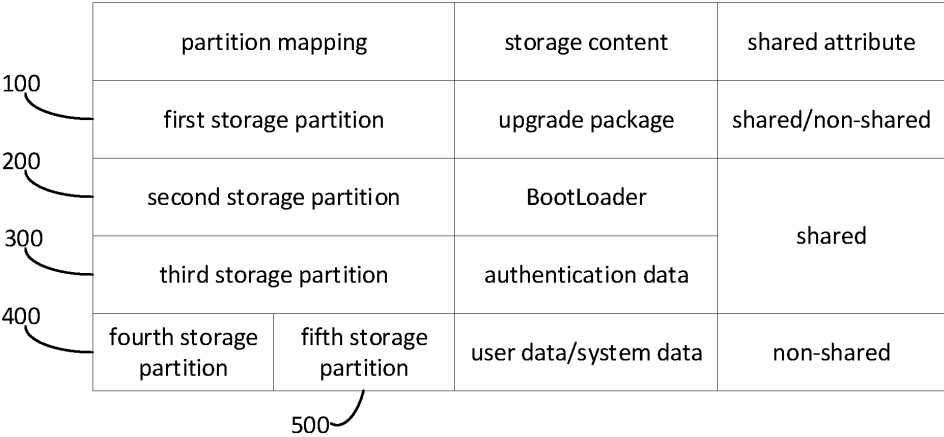 partition mapping
storage content
shared attribute
100
first storage partition
upgrade package
shared/non-shared
200
second storage partition
BootLoader
shared
300
third storage partition
authentication data
400
fourth storage
partition
fifth storage
partition
user data/system data
non-shared
500